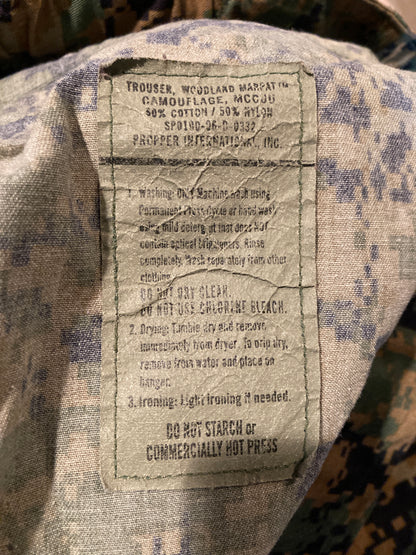 TROUSER, WOODLAND MARPAT™
CAMOUFLAGE, MCCUU
50% COTTON / 50% NYLON
SPO100-06-D-0332
PROPPER INTERNATIONAL, INC.
1. Washing: Only Machine wash using
Permanent Press Cycle or hand wash
using mild detergent that does NOT
contain optical brighteners. Rinse
completely. Wash separately from other
clothing.
DO NOT DRY CLEAN.
DO NOT USE CHLORINE BLEACH.
2. Drying: Tumble dry and remove
immediately from dryer. To drip dry,
remove from water and place on
hanger.
3. Ironing: Light ironing if needed.
DO NOT STARCH or
COMMERCIALLY HOT PRESS